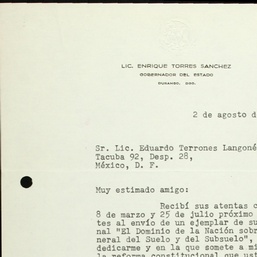 LIC. ENRIQUE TORRES SANCHEZ
GOBERNADOR DEL ESTADO
DURANGO, DGO.
2 de agosto d
Sr. Lic. Eduardo Terrones Langoné
Tacuba 92, Desp. 28,
México, D. F.
Muy estimado amigo:
Recibí sus atentas c
8 de marzo y 25 de julio próximo
tes al envío de un ejemplar de su
nal "El Dominio de la Nación sobr
neral del Suelo y del Subsuelo",
dedicarme y en la que somete a mi
la reforma constitucional que ust